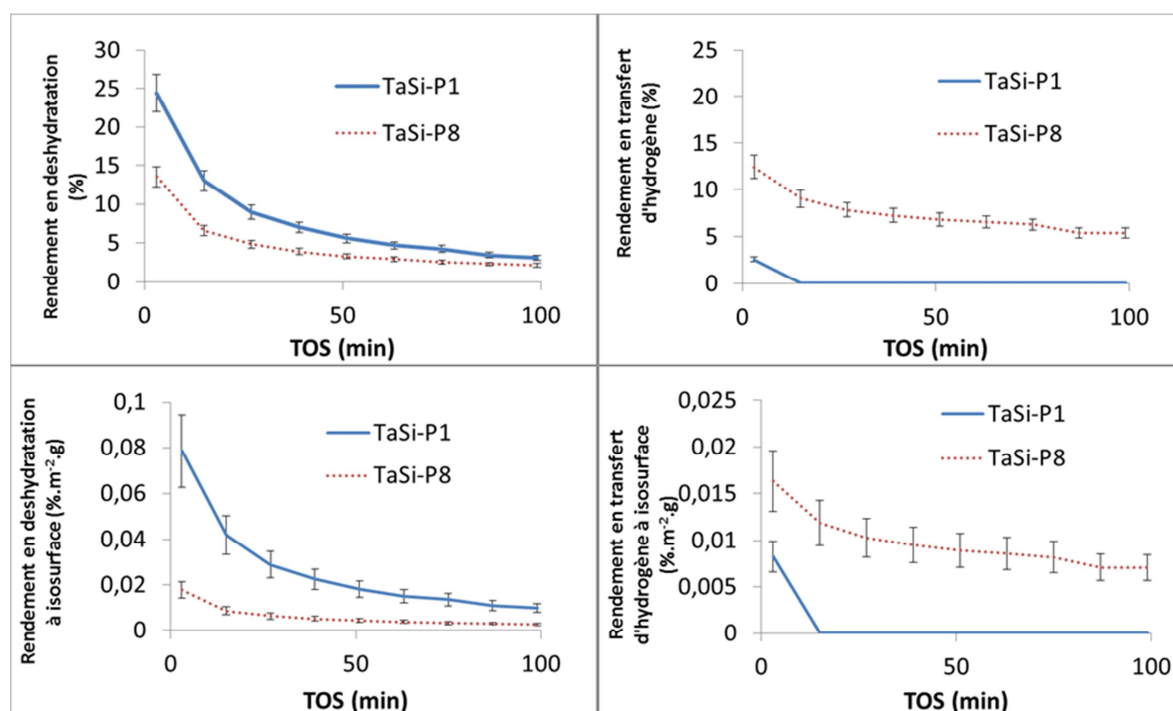 Rendement en deshydratation
(%)
30
25
20
15
10
5
0
TaSi-P1
TaSi-P8
0
50
100
TOS (min)
Rendement en transfert
d'hydrogène (%)
25
20
15
10
5
0
TaSi-P1
TaSi-P8
0
50
100
TOS (min)
Rendement en deshydratation
à isosurface (%.m⁻²·g)
0,1
0,08
0,06
0,04
0,02
0
TaSi-P1
TaSi-P8
0
50
100
TOS (min)
Rendement en transfert
d'hydrogène à isosurface
(%.m⁻²·g)
0,025
0,02
0,015
0,01
0,005
0
TaSi-P1
TaSi-P8
0
50
100
TOS (min)